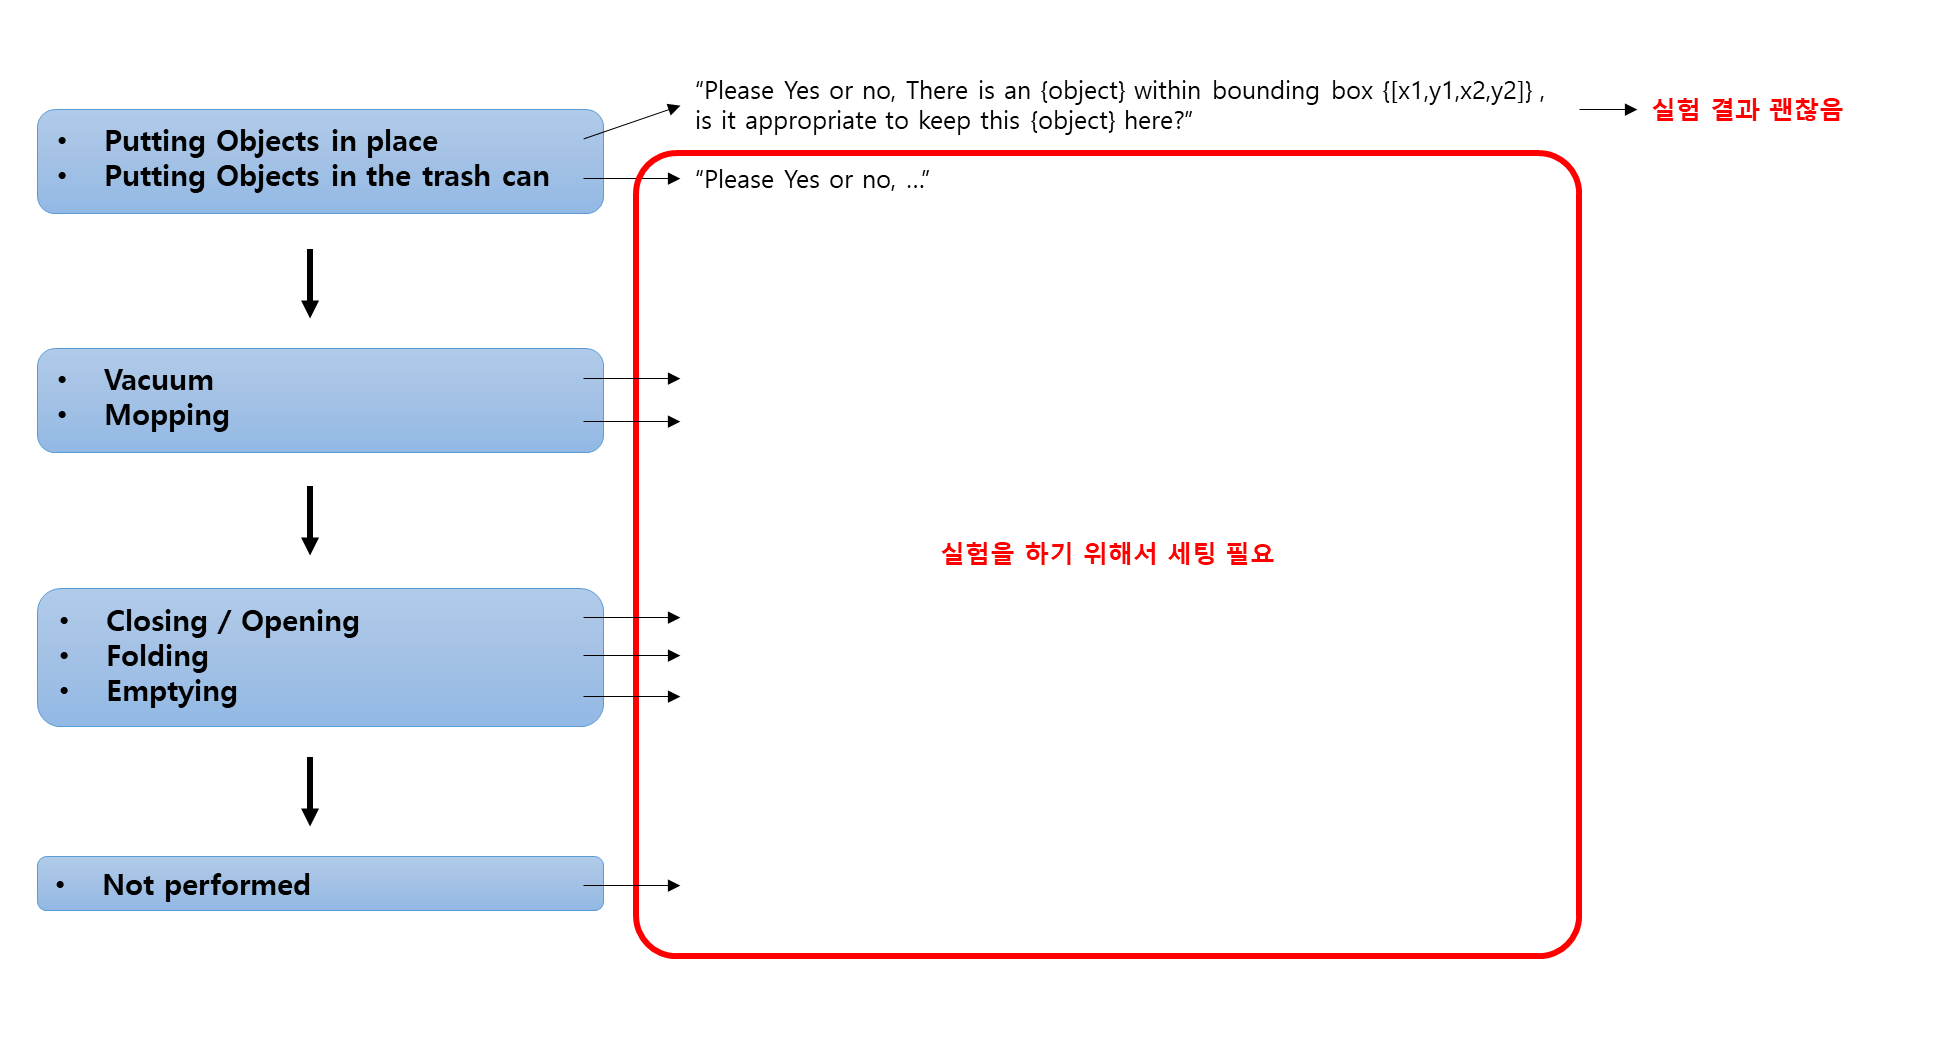 “Please Yes or no, There is an {object} within bounding box {[x1,y1,x2,y2]} ,
is it appropriate to keep this {object} here?”
실험 결과 괜찮음
• Putting Objects in place
• Putting Objects in the trash can
“Please Yes or no, …”
• Vacuum
• Mopping
실험을 하기 위해서 세팅 필요
• Closing / Opening
• Folding
• Emptying
• Not performed